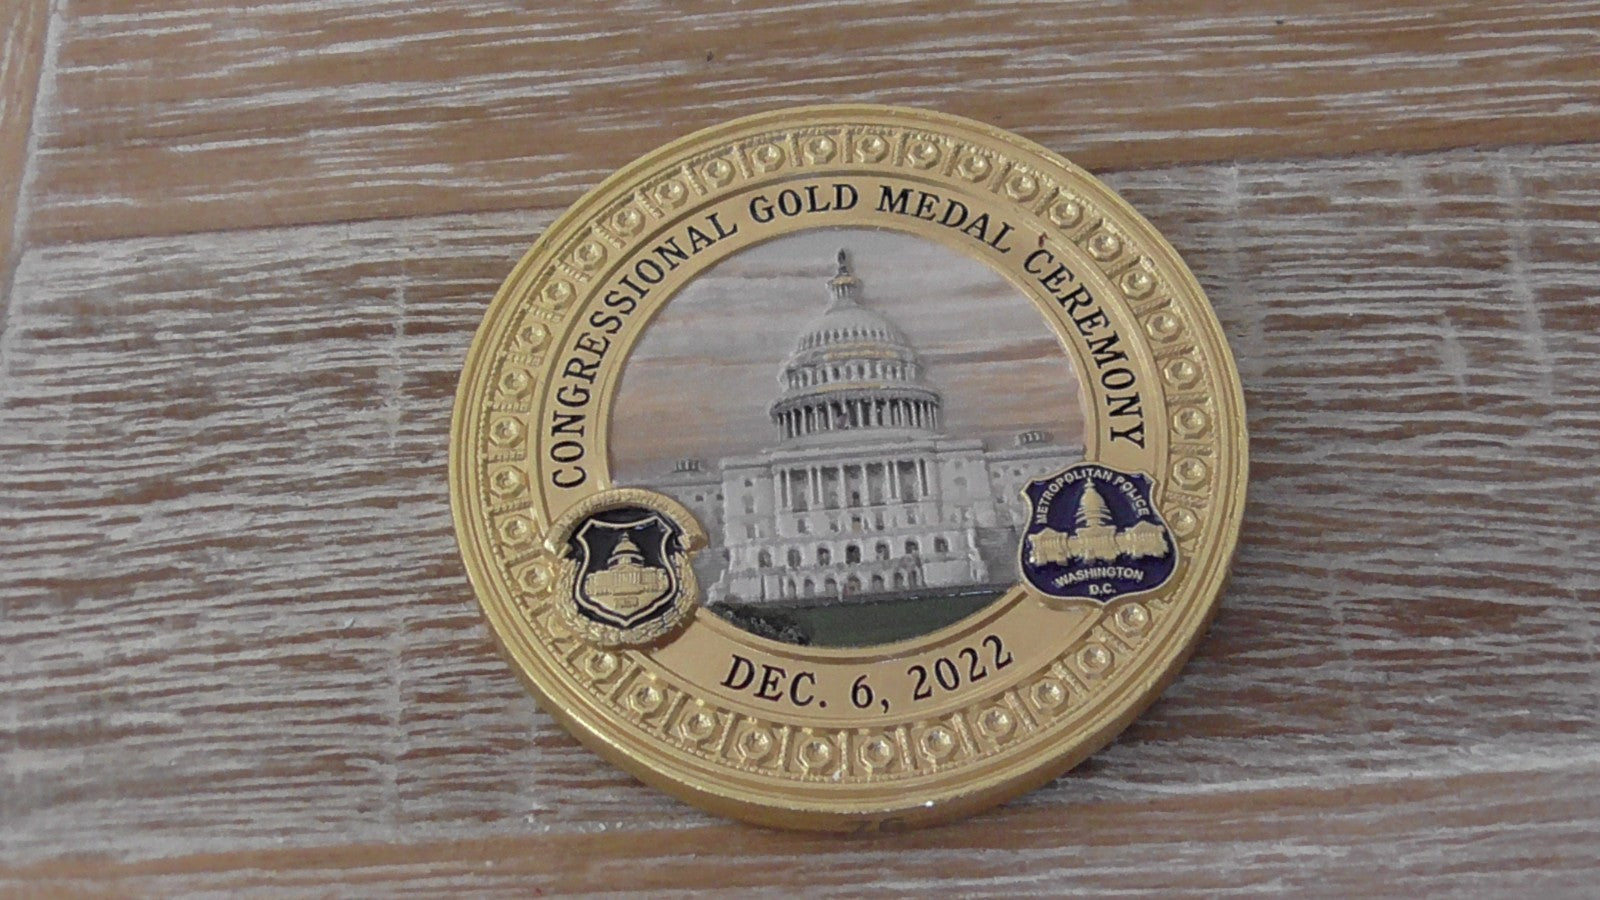 CONGRESSIONAL GOLD MEDAL CEREMONY
METROPOLITAN POLICE
WASHINGTON
D.C.
DEC. 6, 2022